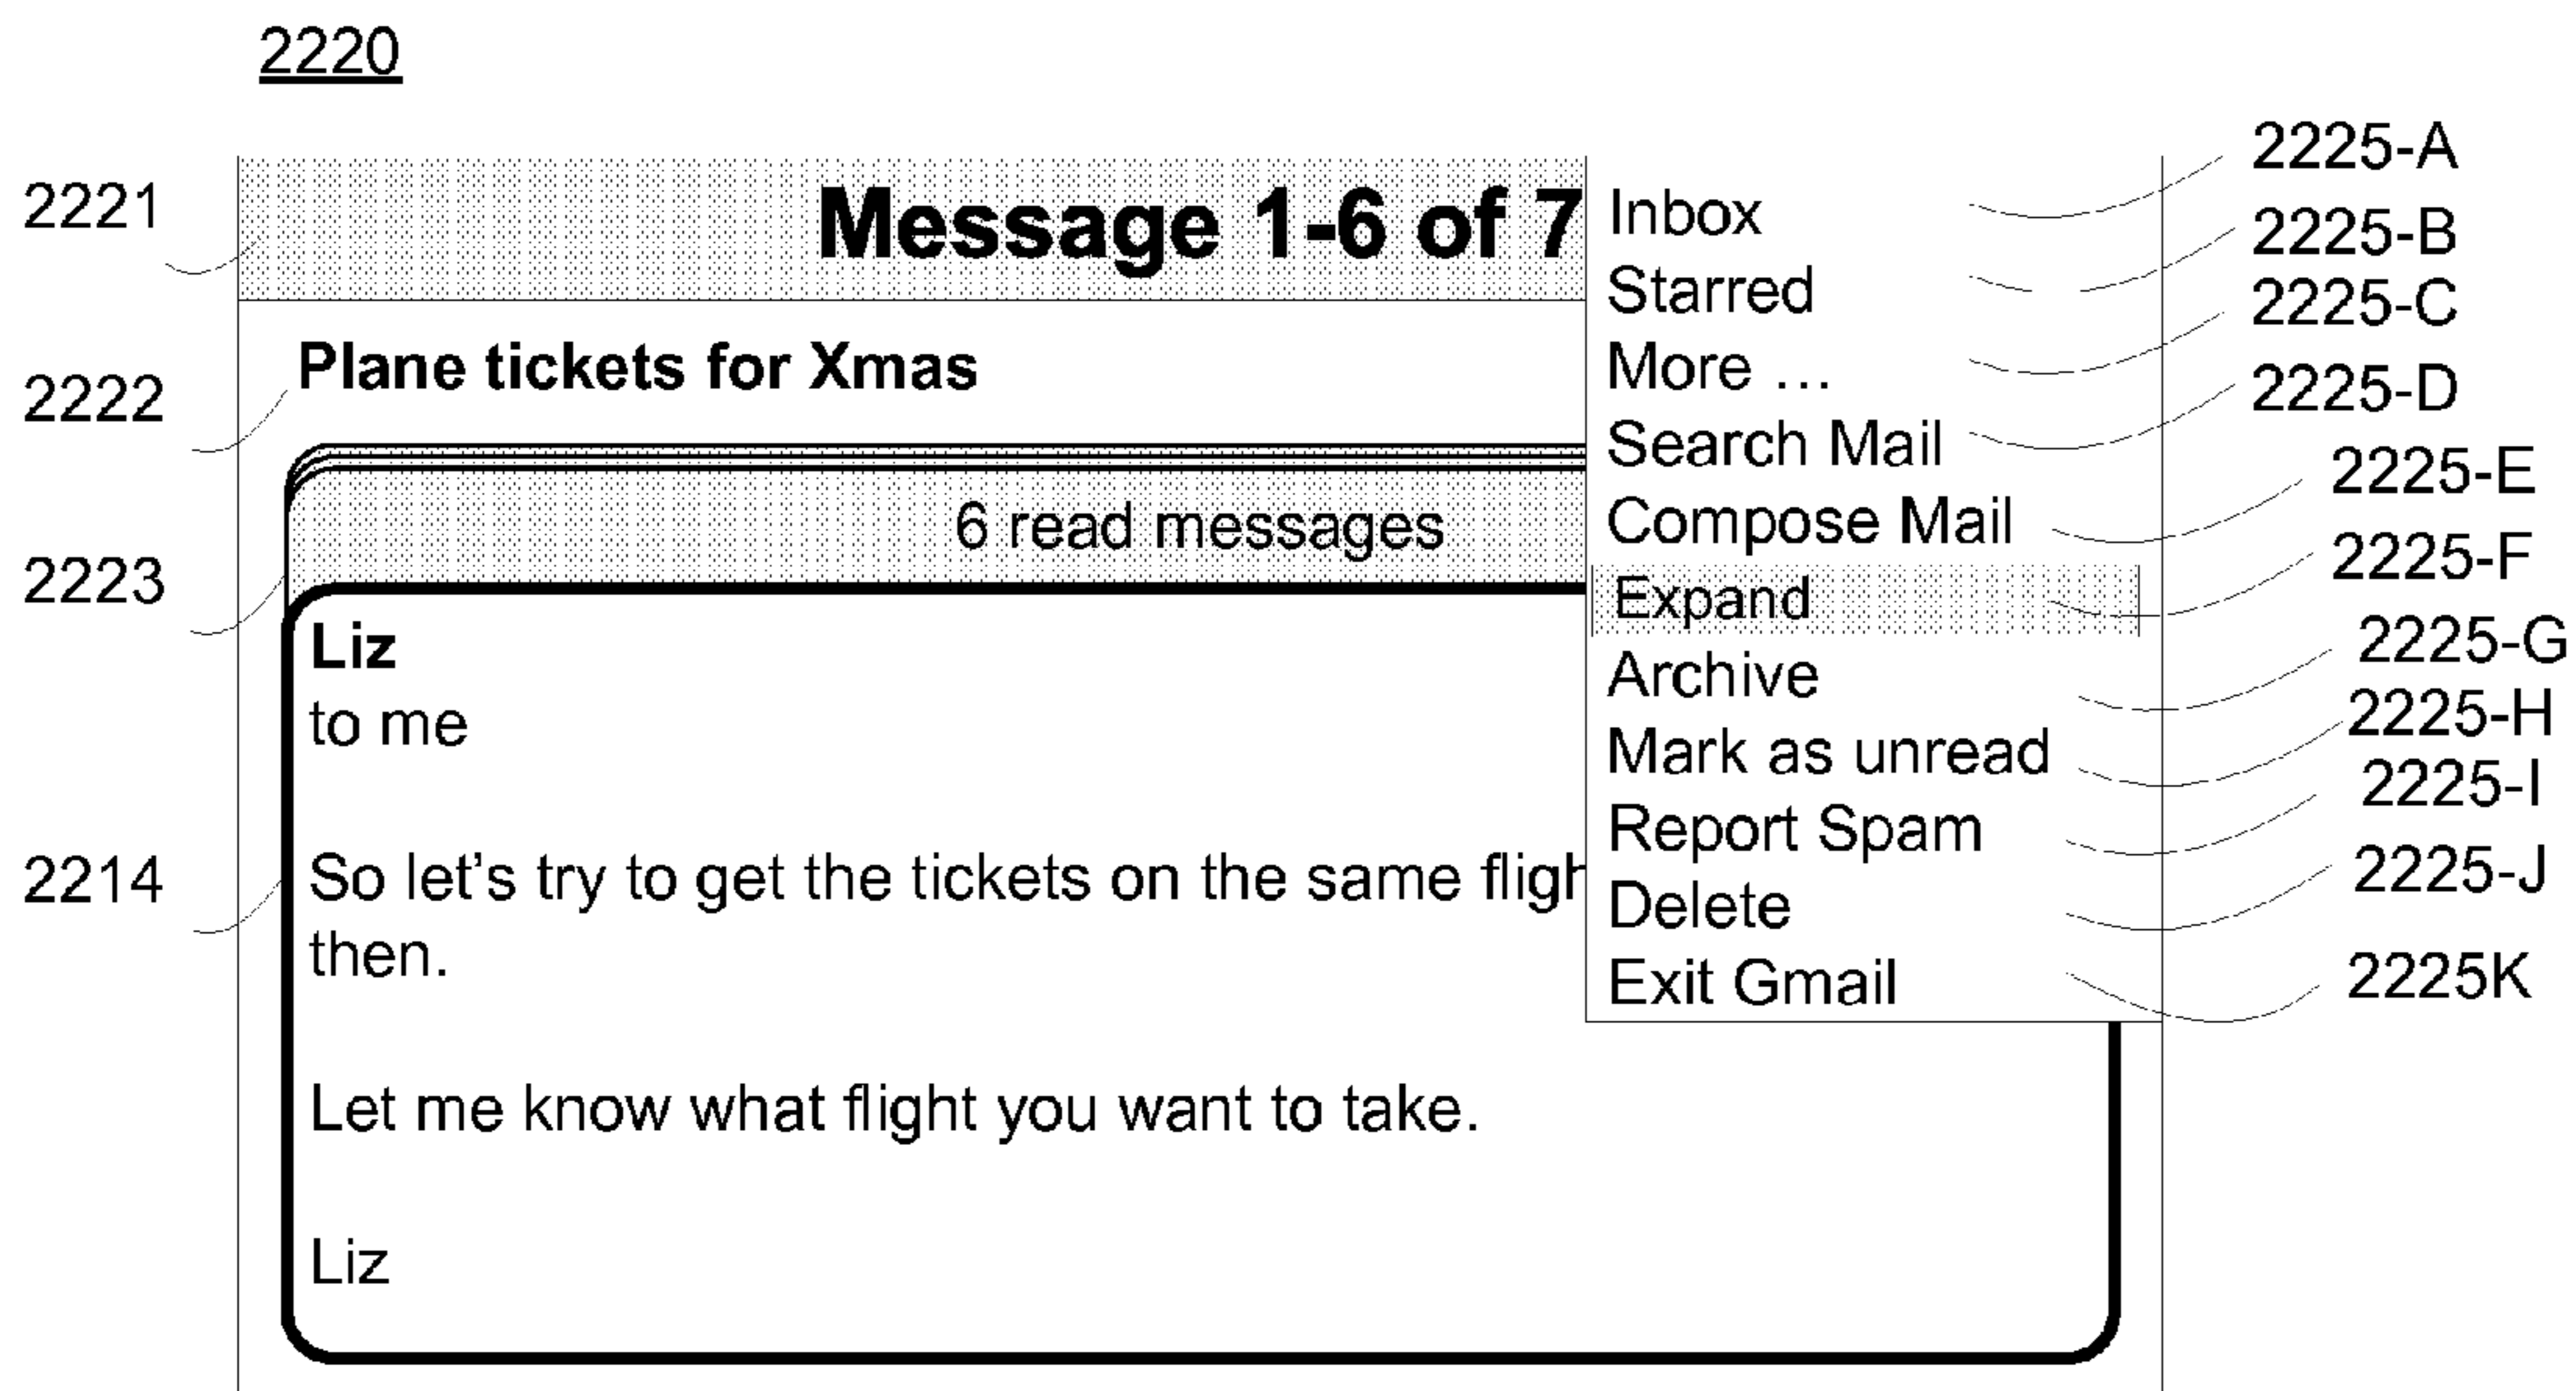 2220
2221
Message 1-6 of 7
2222
Plane tickets for Xmas
2223
6 read messages
Liz
to me
2214
So let's try to get the tickets on the same fligh
then.
Let me know what flight you want to take.
Liz
Inbox
Starred
More ...
Search Mail
Compose Mail
Expand
Archive
Mark as unread
Report Spam
Delete
Exit Gmail
2225-A
2225-B
2225-C
2225-D
2225-E
2225-F
2225-G
2225-H
2225-I
2225-J
2225K